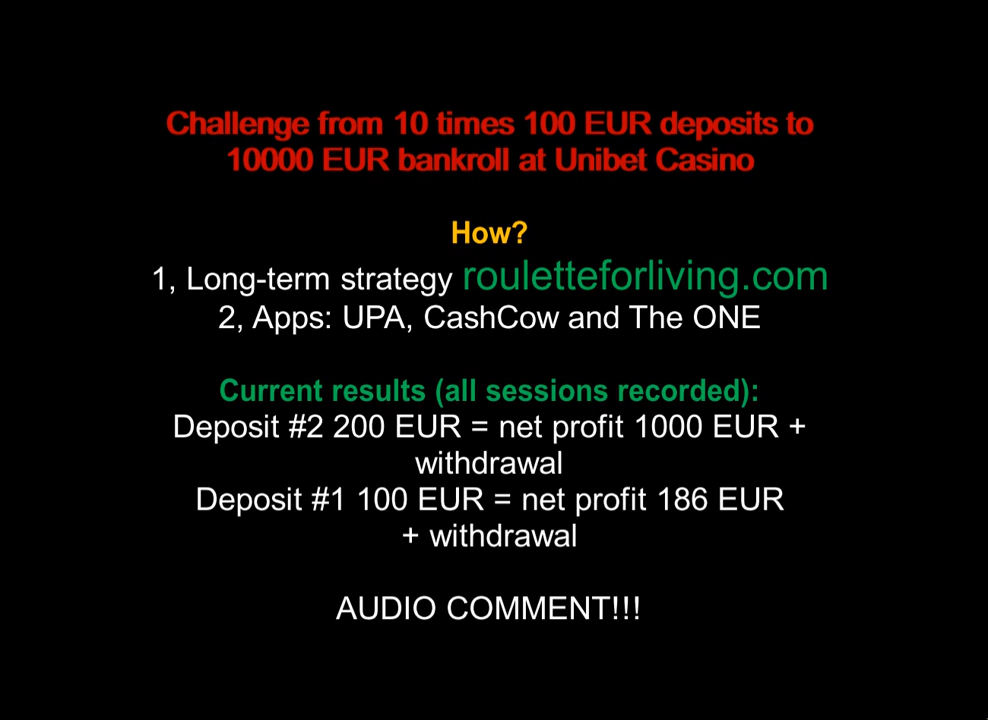 Challenge from 10 times 100 EUR deposits to
10000 EUR bankroll at Unibet Casino
How?
1, Long-term strategy rouletteforliving.com
2, Apps: UPA, CashCow and The ONE
Current results (all sessions recorded):
Deposit #2 200 EUR = net profit 1000 EUR +
withdrawal
Deposit #1 100 EUR = net profit 186 EUR
+ withdrawal
AUDIO COMMENT!!!